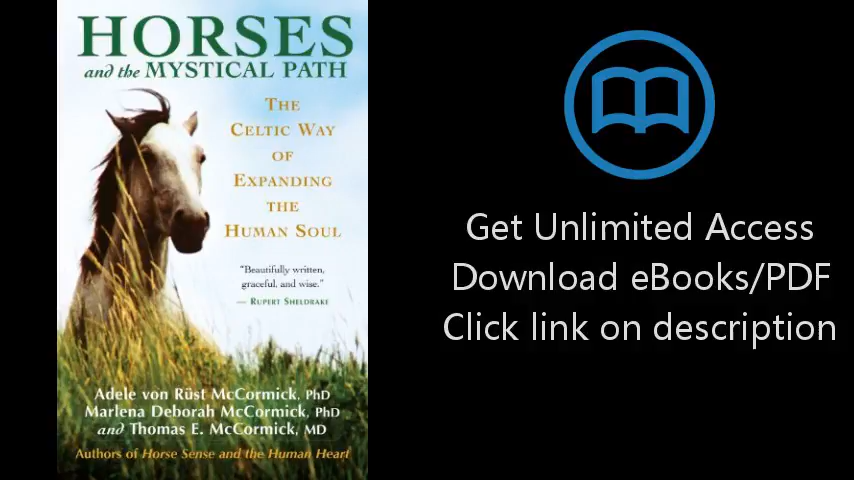 HORSES
and the MYSTICAL PATH
THE
CELTIC WAY
OF
EXPANDING
THE
HUMAN SOUL
"Beautifully written,
graceful, and wise."
— RUPERT SHELDRAKE
Adele von Rüst McCormick, PhD
Marlena Deborah McCormick, PhD
and Thomas E. McCormick, MD
Authors of Horse Sense and the Human Heart
Get Unlimited Access
Download eBooks/PDF
Click link on description